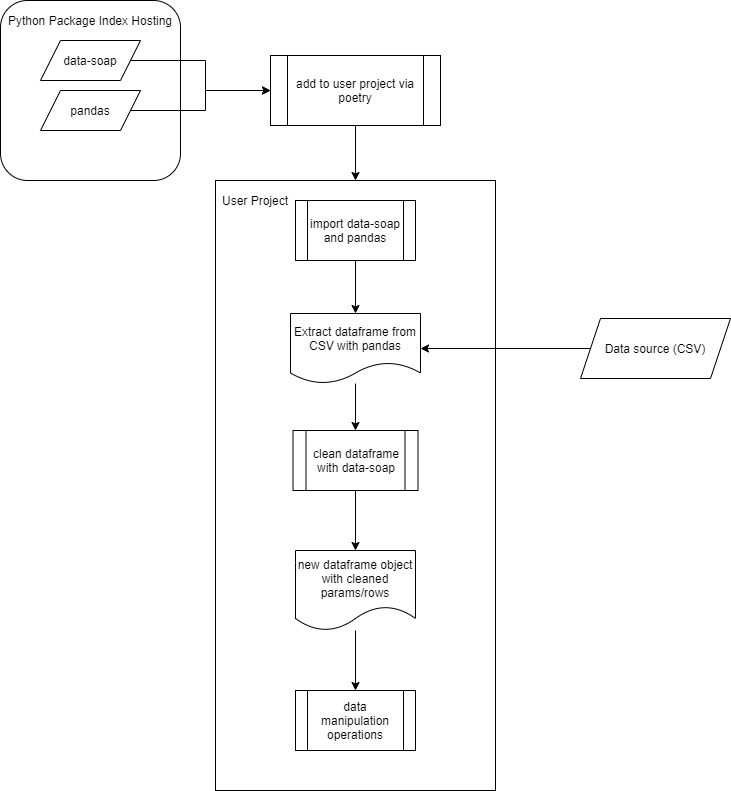 Python Package Index Hosting
data-soap
pandas
add to user project via
poetry
User Project
import data-soap
and pandas
Extract dataframe from
CSV with pandas
Data source (CSV)
clean dataframe
with data-soap
new dataframe object
with cleaned
params/rows
data
manipulation
operations